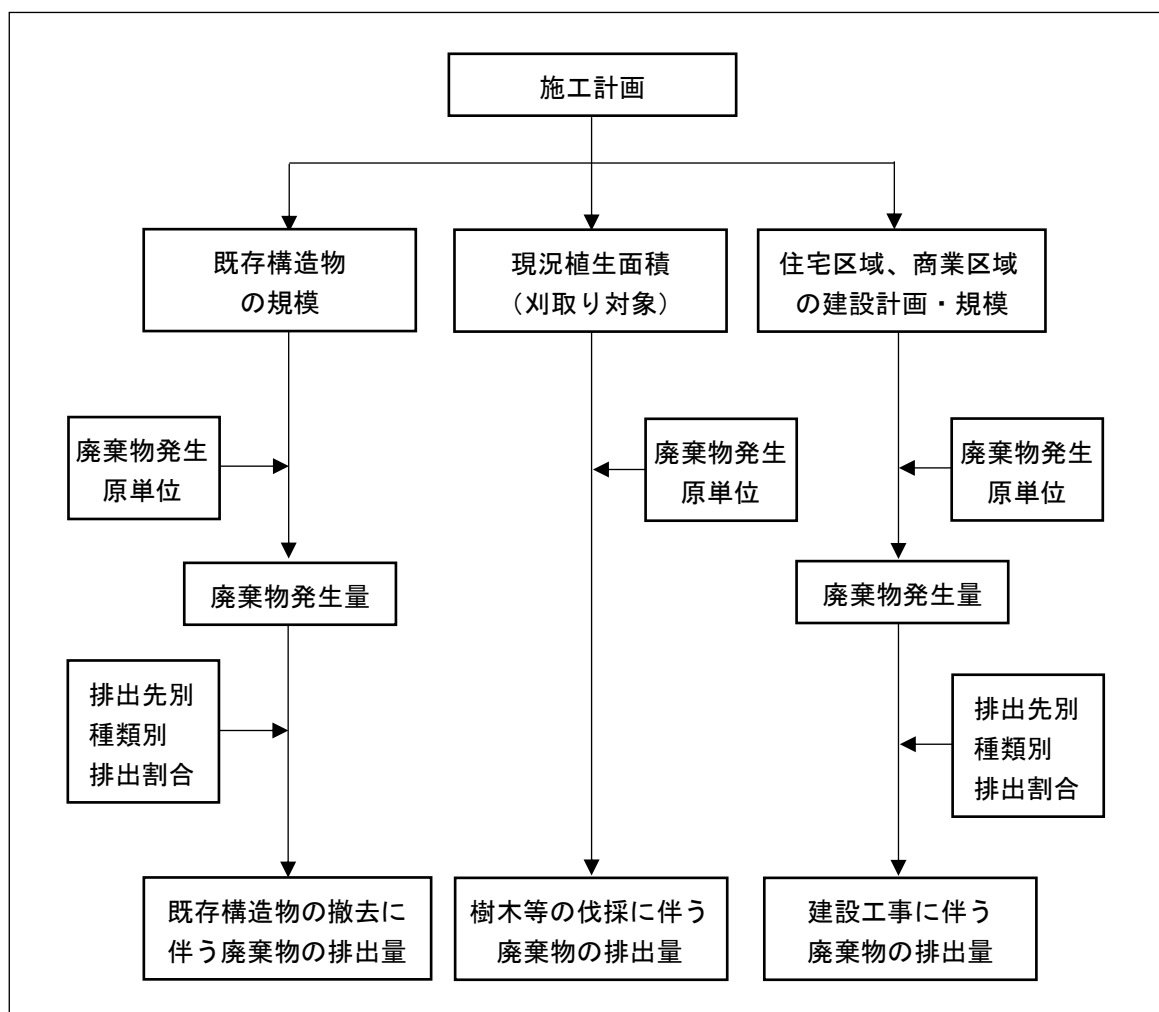 施工計画
既存構造物
の規模
現況植生面積
（刈取り対象）
住宅区域、商業区域
の建設計画・規模
廃棄物発生
原単位
廃棄物発生
原単位
廃棄物発生
原単位
廃棄物発生量
廃棄物発生量
排出先別
種類別
排出割合
排出先別
種類別
排出割合
既存構造物の撤去に
伴う廃棄物の排出量
樹木等の伐採に伴う
廃棄物の排出量
建設工事に伴う
廃棄物の排出量